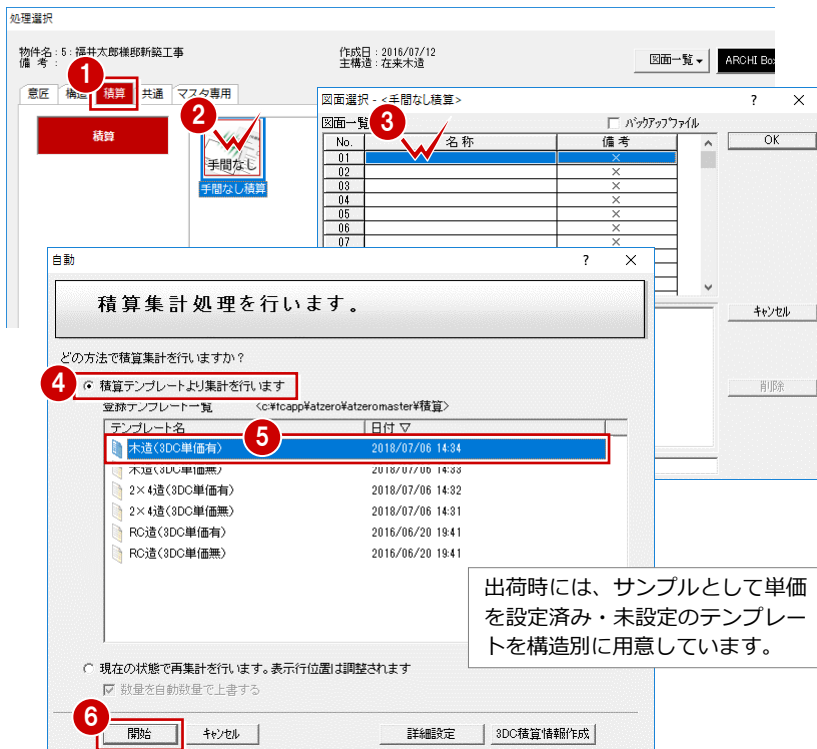 処理選択
物件名：5：福井太郎様邸新築工事
備 考：
作成日：2016/07/12
主構造：在来木造
図面一覧▼
ARCHI Bo
意匠 構造 積算 共通 マスタ専用
1
積算
2
手間なし
手間なし積算
図面選択 - <手間なし積算>
? ×
図面一覧
3
バックアップファイル
No. 名 称 備 考
01 ×
02 ×
03 ×
04 ×
05 ×
06 ×
07 ×
OK
キャンセル
削除
自動
? ×
積算集計処理を行います。
どの方法で積算集計を行いますか？
4
積算テンプレートより集計を行います
登録テンプレート一覧 <c:¥fcapp¥atzero¥atzeromaster¥積算>
テンプレート名 日付 ▽
5
木造(3DC単価有) 2018/07/06 14:34
木造(3DC単価無) 2018/07/06 14:33
2×4造(3DC単価有) 2018/07/06 14:32
2×4造(3DC単価無) 2018/07/06 14:31
RC造(3DC単価有) 2016/06/20 19:41
RC造(3DC単価無) 2016/06/20 19:41
出荷時には、サンプルとして単価
を設定済み・未設定のテンプレー
トを構造別に用意しています。
現在の状態で再集計を行います。表示行位置は調整されます
数量を自動数量で上書する
6
開始 キャンセル 詳細設定 3DC積算情報作成